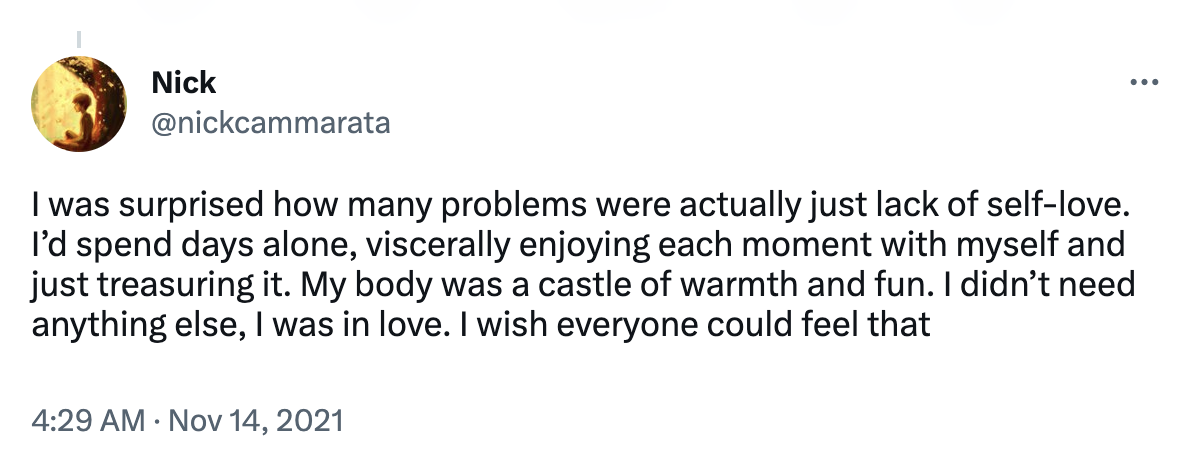 Nick
@nickcammarata
I was surprised how many problems were actually just lack of self-love.
I’d spend days alone, viscerally enjoying each moment with myself and
just treasuring it. My body was a castle of warmth and fun. I didn’t need
anything else, I was in love. I wish everyone could feel that
4:29 AM · Nov 14, 2021